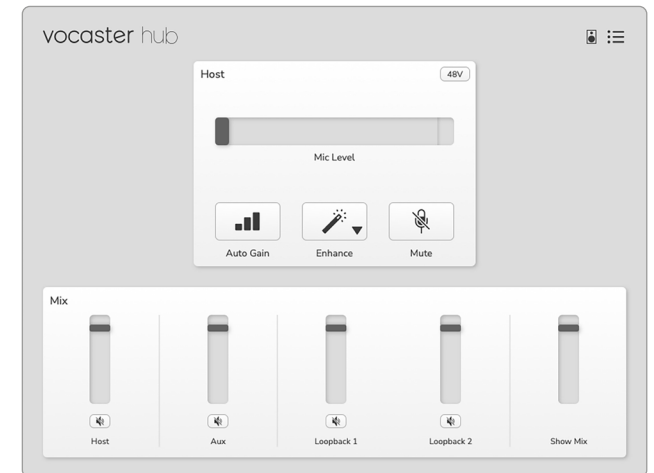 vocaster hub
Host
48V
Mic Level
Auto Gain
Enhance
Mute
Mix
Host
Aux
Loopback 1
Loopback 2
Show Mix